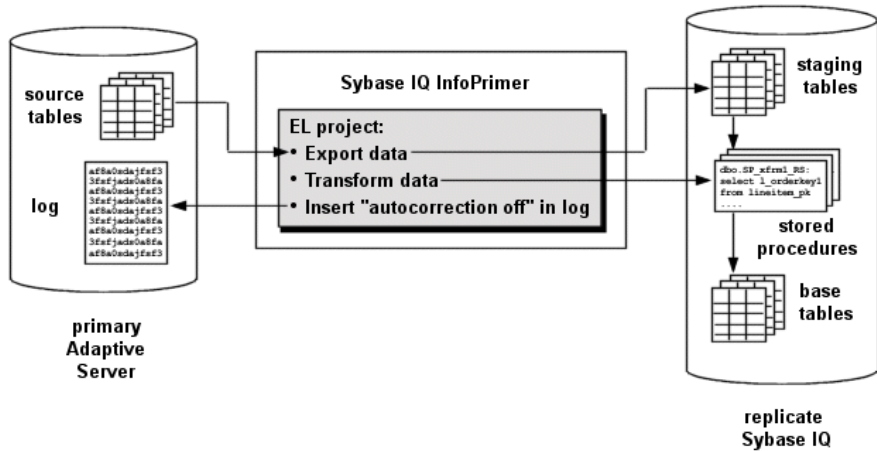 source
tables
log
af8a0sdajfsf3
3fsfjads0a8fa
af8a0sdajfsf3
3fsfjads0a8fa
af8a0sdajfsf3
3fsfjads0a8fa
af8a0sdajfsf3
3fsfjads0a8fa
af8a0sdajfsf3
primary
Adaptive
Server
Sybase IQ InfoPrimer
EL project:
• Export data
• Transform data
• Insert "autocorrection off" in log
staging
tables
dbo.SP_xfrm1_RS:
select l_orderkey1
from lineitem_pk
....
stored
procedures
base
tables
replicate
Sybase IQ